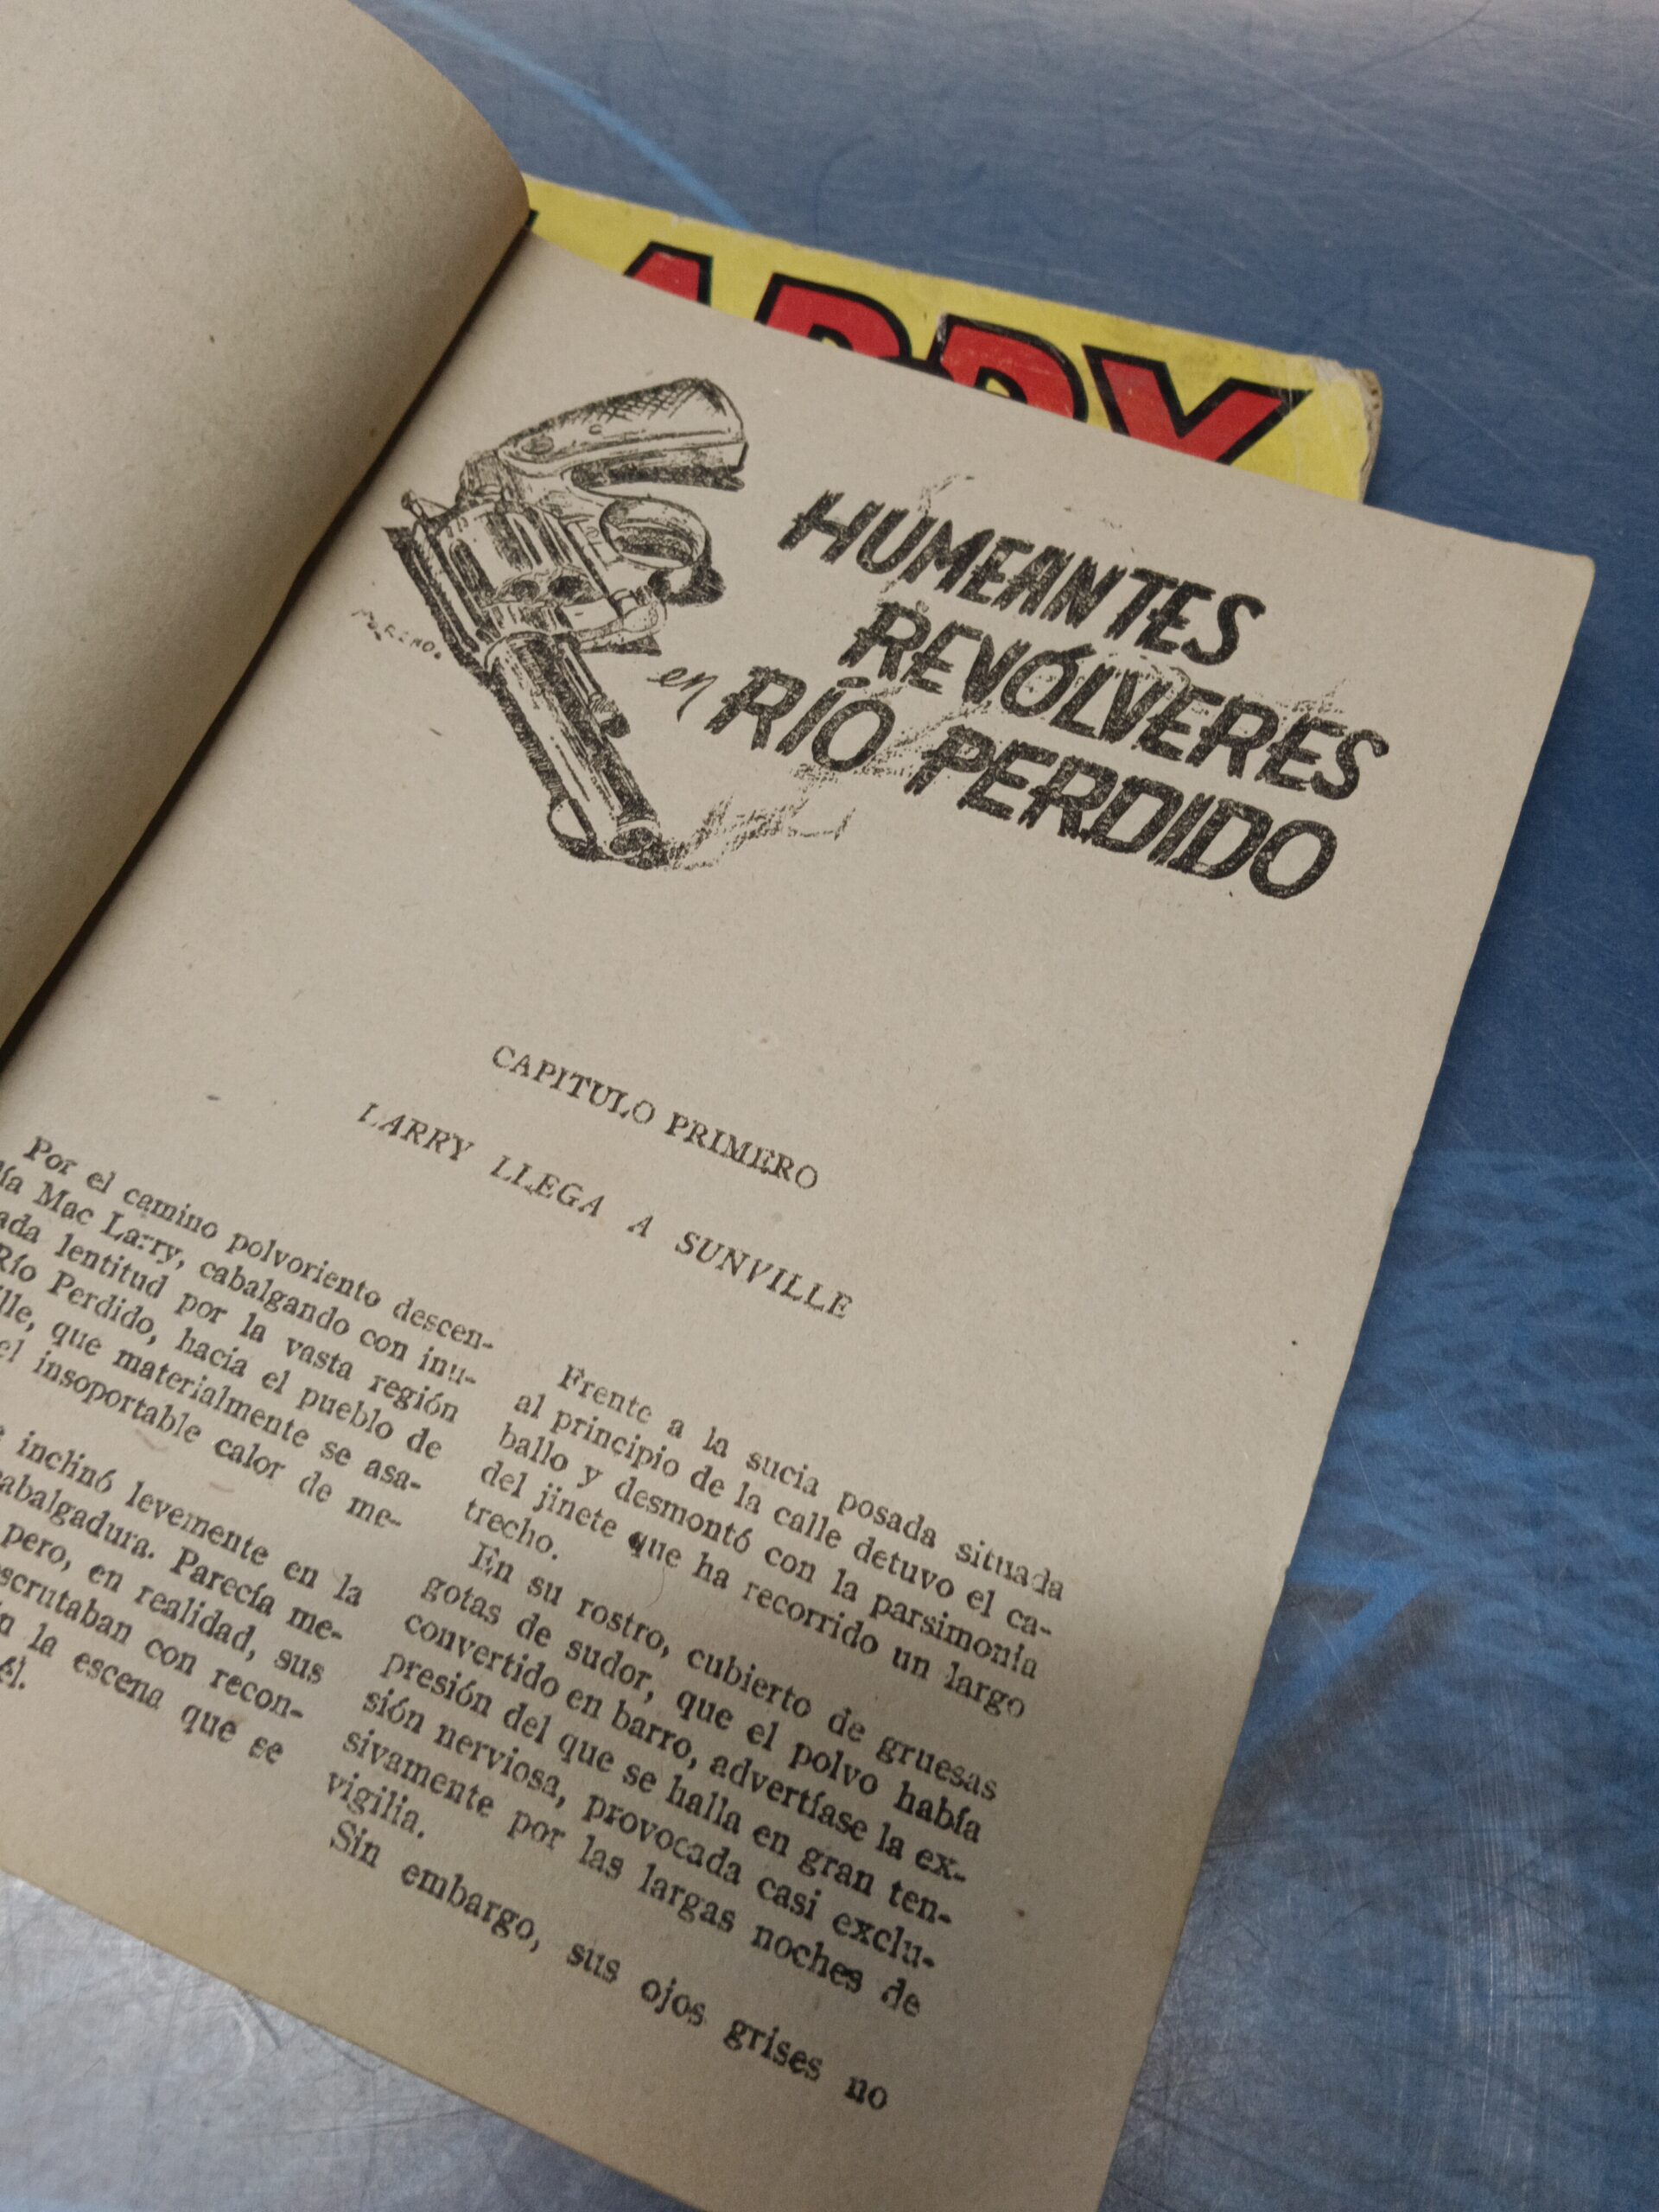 LARRY
HUMEANTES
REVÓLVERES
en RÍO PERDIDO
CAPITULO PRIMERO
LARRY LLEGA A SUNVILLE
Por el camino polvoriento descen-
Mac Larry, cabalgando con inu-
lentitud por la vasta región
Río Perdido, hacia el pueblo de
que materialmente se asa-
el insoportable calor de me-
inclinó levemente en la
Parecía me-
pero, en realidad, sus
con recon-
la escena que se
él.
Frente a la sucia posada situada
al principio de la calle detuvo el ca-
ballo y desmontó con la parsimonia
del jinete que ha recorrido un largo
trecho.
En su rostro, cubierto de gruesas
gotas de sudor, que el polvo había
convertido en barro, advertíase la ex-
presión del que se halla en gran ten-
sión nerviosa, provocada casi exclu-
sivamente por las largas noches de
vigilia.
Sin embargo, sus ojos grises no